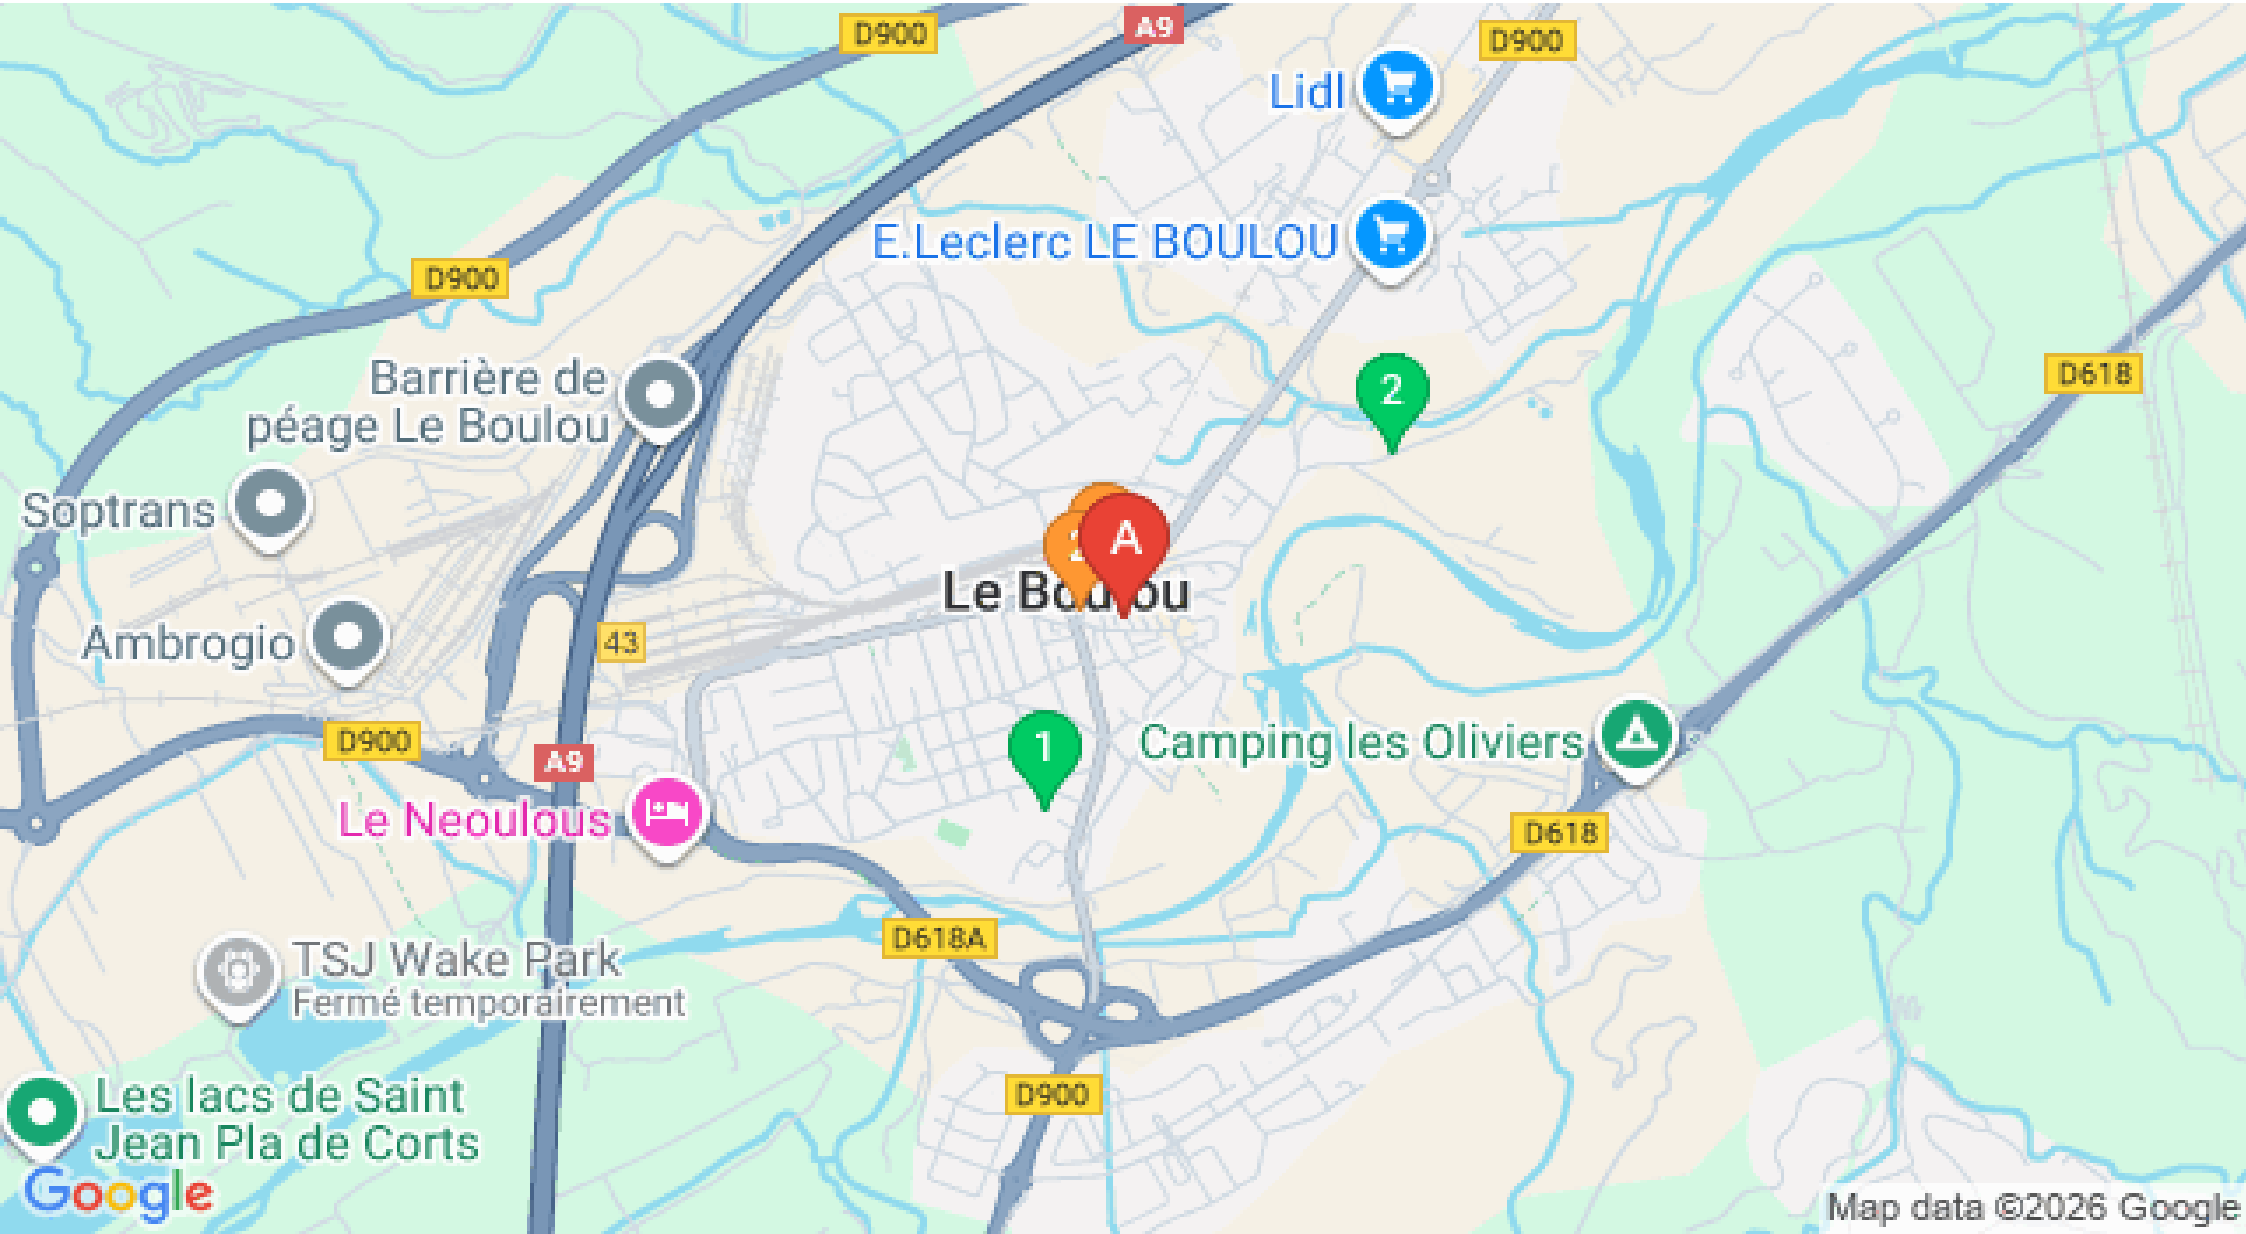 D900
A9
D900
Lidl
E.Leclerc LE BOULOU
D900
Barrière de
péage Le Boulou
D618
2
Soptrans
A
2
Le Boulou
Ambrogio
43
D900
A9
1
Camping les Oliviers
Le Neoulous
D618
D618A
TSJ Wake Park
Fermé temporairement
D900
Les lacs de Saint
Jean Pla de Corts
Google
Map data ©2026 Google